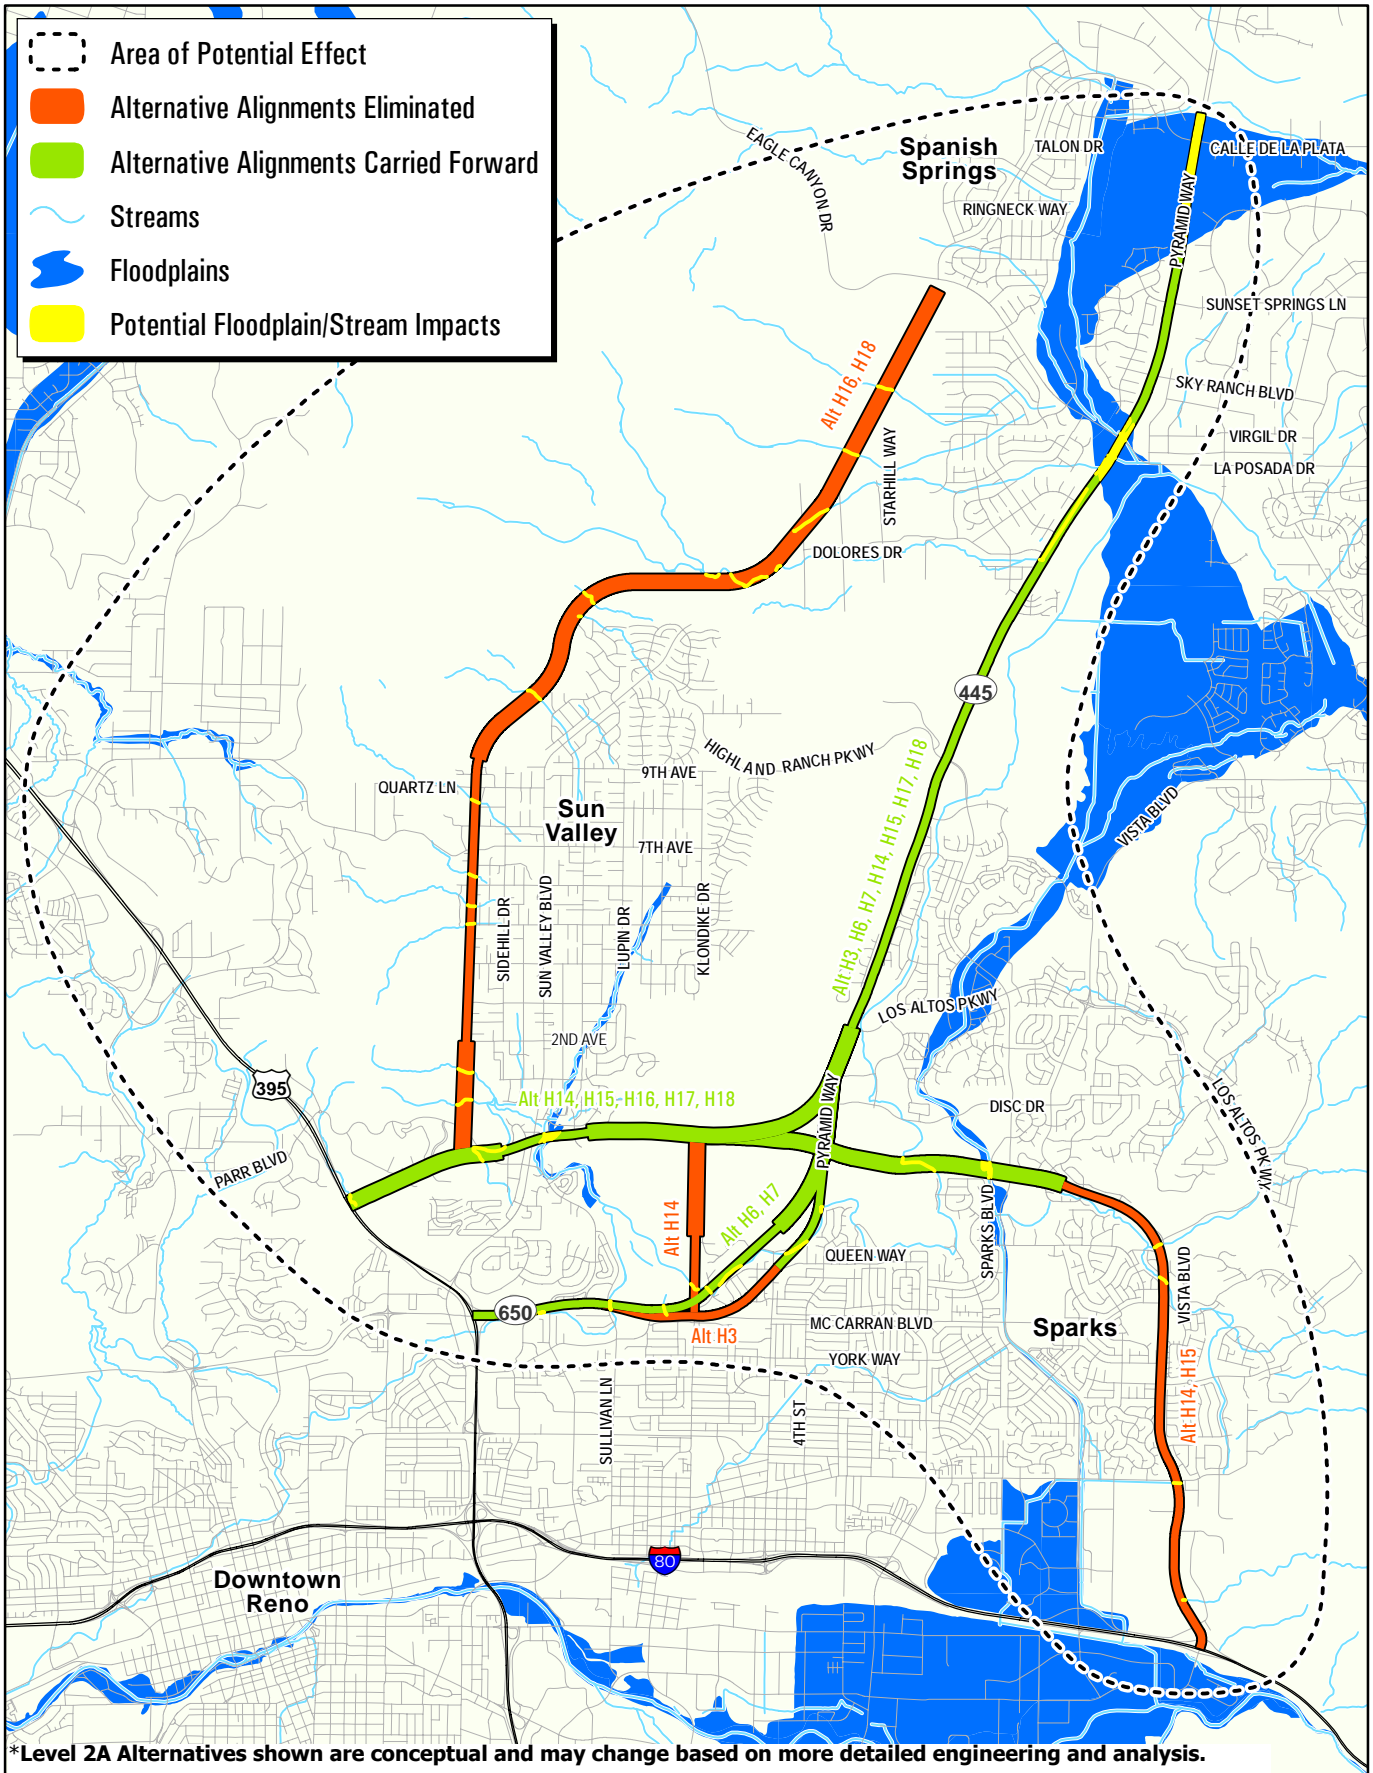 Area of Potential Effect
Alternative Alignments Eliminated
Alternative Alignments Carried Forward
Streams
Floodplains
Potential Floodplain/Stream Impacts
EAGLE CANYON DR
Spanish
Springs
TALON DR
CALLE DE LA PLATA
RINGNECK WAY
PYRAMID WAY
SUNSET SPRINGS LN
Alt H16, H18
SKY RANCH BLVD
VIRGIL DR
LA POSADA DR
STARHILL WAY
DOLORES DR
445
HIGHLAND RANCH PKWY
9TH AVE
QUARTZ LN
Sun
Valley
7TH AVE
VISTA BLVD
Alt H3, H6, H7, H14, H15, H17, H18
SIDEHILL DR
SUN VALLEY BLVD
LUPIN DR
KLONDIKE DR
LOS ALTOS PKWY
2ND AVE
395
Alt H14, H15, H16, H17, H18
PYRAMID WAY
DISC DR
LOS ALTOS PKWY
PARR BLVD
Alt H14
Alt H6, H7
SPARKS BLVD
QUEEN WAY
VISTA BLVD
650
Alt H3
MC CARRAN BLVD
Sparks
YORK WAY
Alt H14, H15
SULLIVAN LN
4TH ST
80
Downtown
Reno
*Level 2A Alternatives shown are conceptual and may change based on more detailed engineering and analysis.